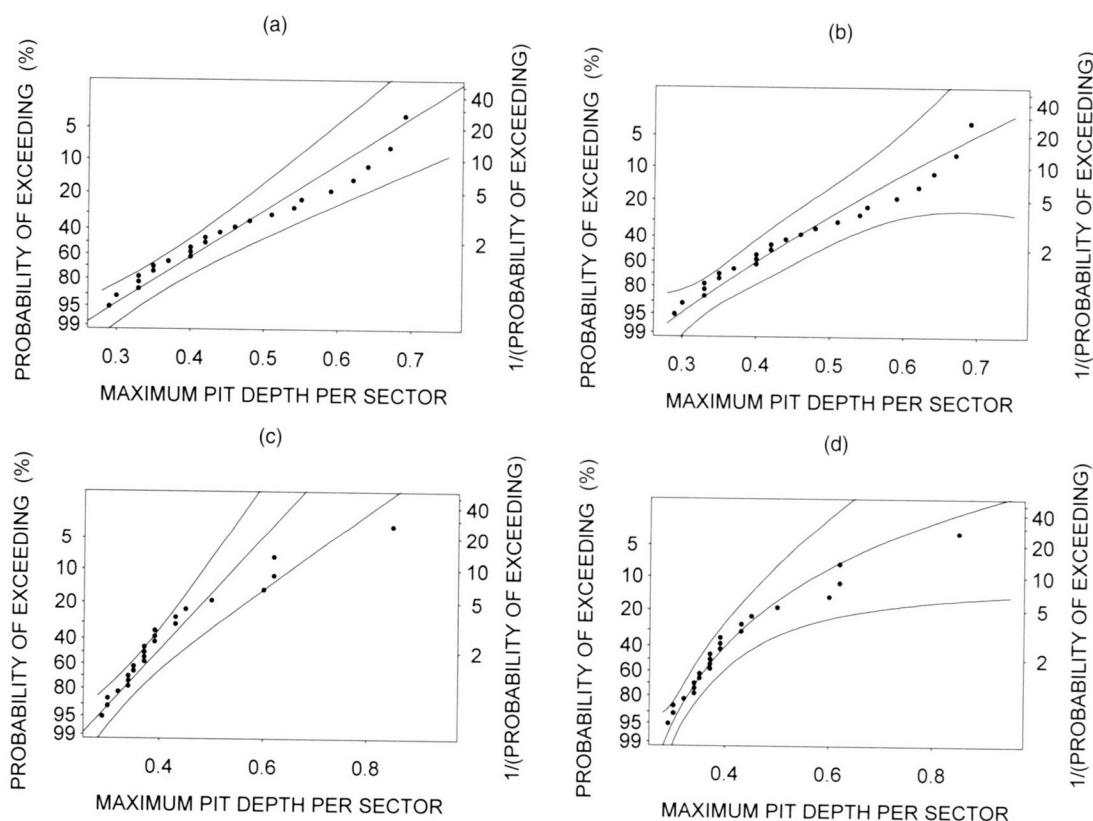 (a)
PROBABILITY OF EXCEEDING (%)
5
10
20
40
60
80
95
99
0.3 0.4 0.5 0.6 0.7
MAXIMUM PIT DEPTH PER SECTOR
40
20
10
5
2
1/(PROBABILITY OF EXCEEDING)
(b)
PROBABILITY OF EXCEEDING (%)
5
10
20
40
60
80
95
99
0.3 0.4 0.5 0.6 0.7
MAXIMUM PIT DEPTH PER SECTOR
40
20
10
5
2
1/(PROBABILITY OF EXCEEDING)
(c)
PROBABILITY OF EXCEEDING (%)
5
10
20
40
60
80
95
99
0.4 0.6 0.8
MAXIMUM PIT DEPTH PER SECTOR
40
20
10
5
2
1/(PROBABILITY OF EXCEEDING)
(d)
PROBABILITY OF EXCEEDING (%)
5
10
20
40
60
80
95
99
0.4 0.6 0.8
MAXIMUM PIT DEPTH PER SECTOR
40
20
10
5
2
1/(PROBABILITY OF EXCEEDING)